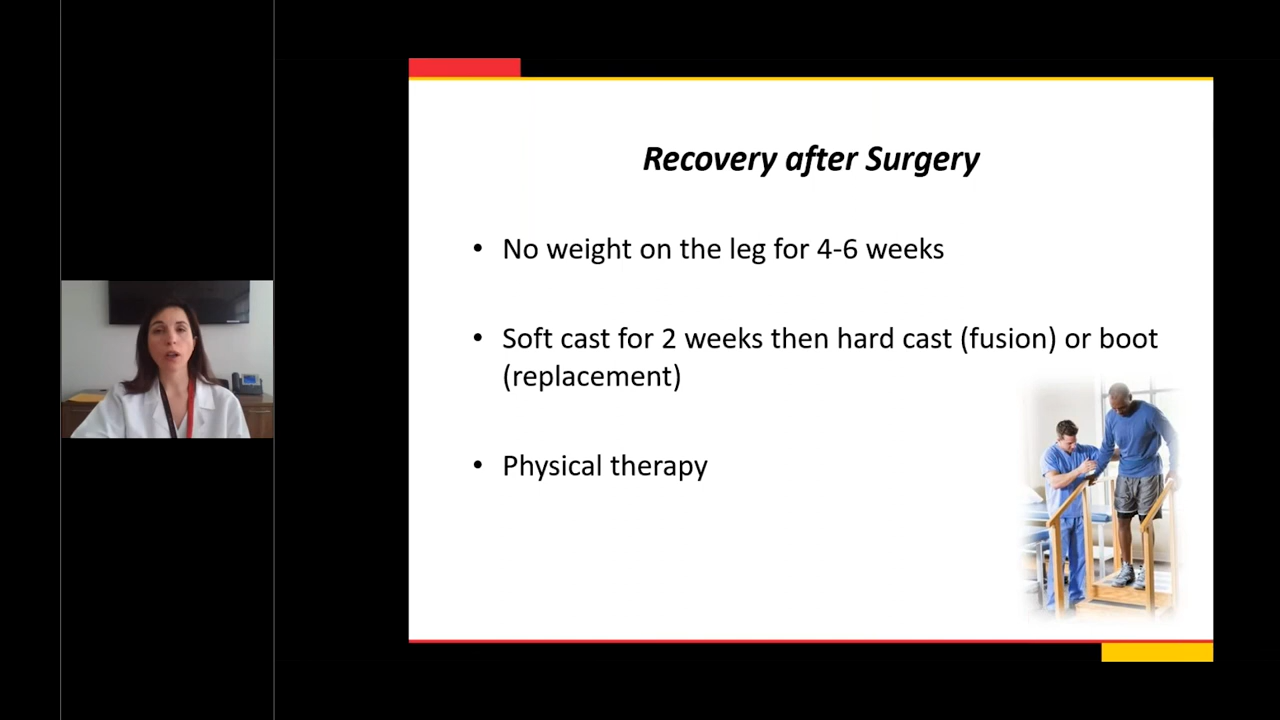 Recovery after Surgery
• No weight on the leg for 4-6 weeks
• Soft cast for 2 weeks then hard cast (fusion) or boot
(replacement)
• Physical therapy